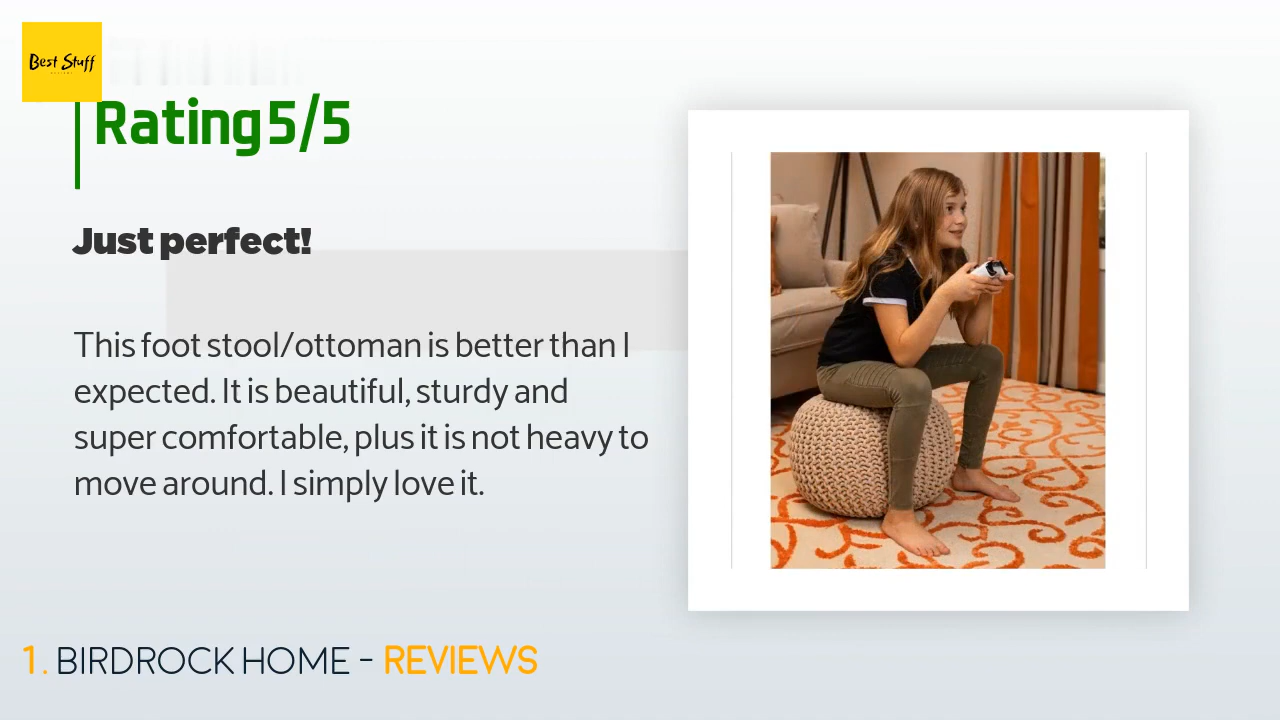 Best Stuff
Rating 5/5
Just perfect!
This foot stool/ottoman is better than I
expected. It is beautiful, sturdy and
super comfortable, plus it is not heavy to
move around. I simply love it.
1. BIRDROCK HOME - REVIEWS